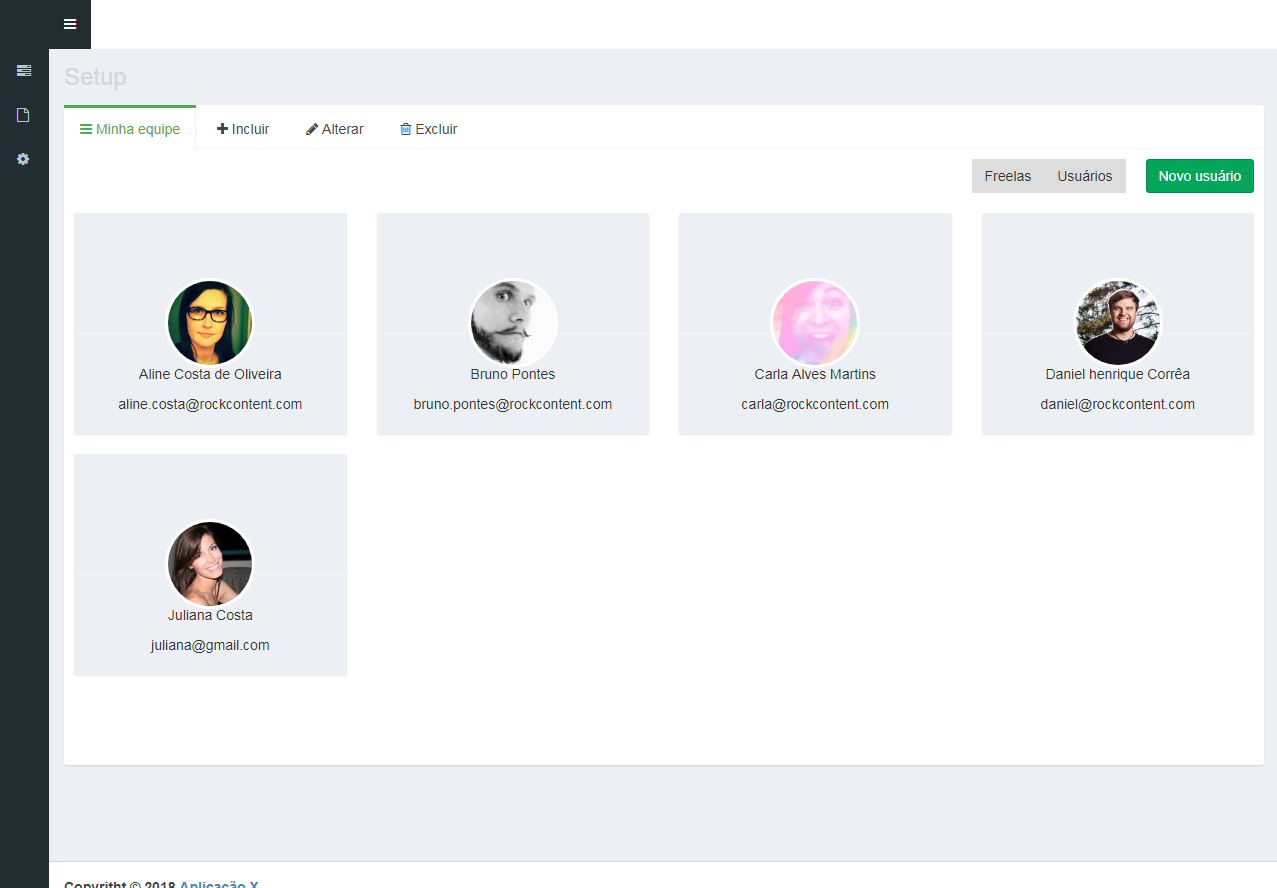 Setup
Minha equipe Incluir Alterar Excluir
Freelas Usuários Novo usuário
Aline Costa de Oliveira
aline.costa@rockcontent.com
Bruno Pontes
bruno.pontes@rockcontent.com
Carla Alves Martins
carla@rockcontent.com
Daniel henrique Corrêa
daniel@rockcontent.com
Juliana Costa
juliana@gmail.com
Copyritht © 2018 Aplicação X